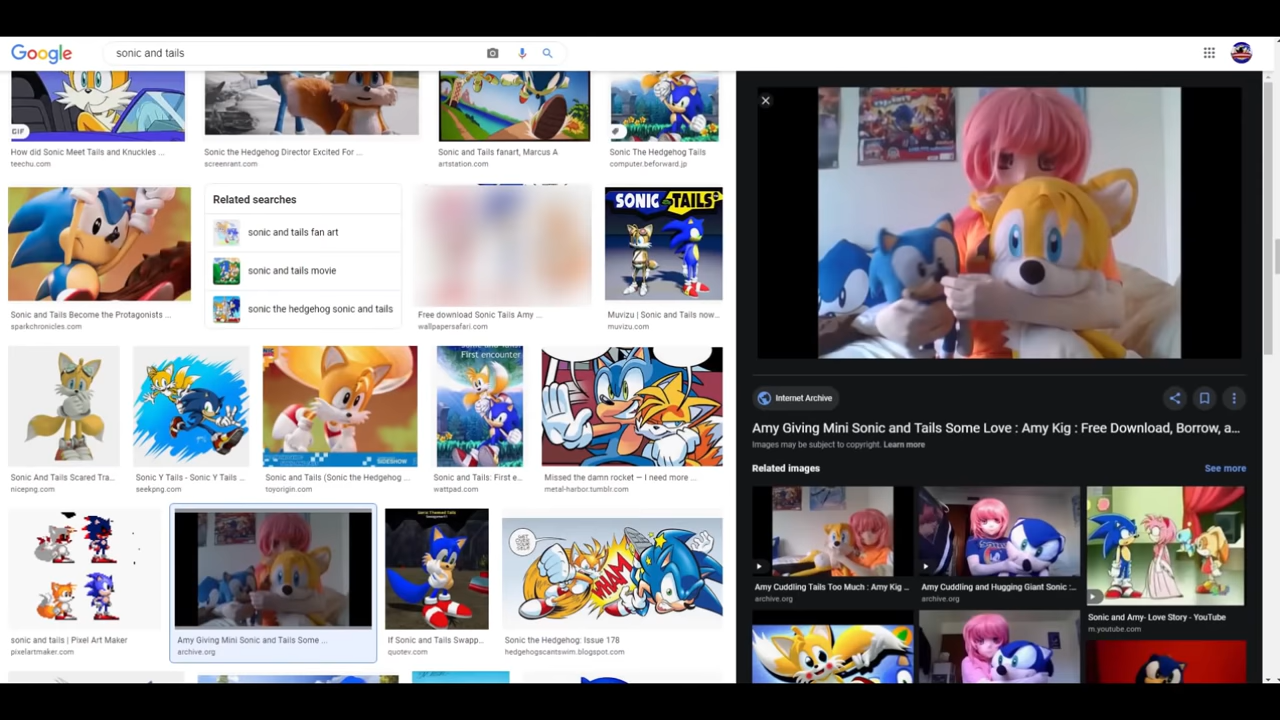 Google
sonic and tails
GIF
How did Sonic Meet Tails and Knuckles ...
teechu.com
Sonic the Hedgehog Director Excited For ...
screenrant.com
Sonic and Tails fanart, Marcus A
artstation.com
Sonic The Hedgehog Tails
computer.beforward.jp
Sonic and Tails Become the Protagonists ...
sparkchronicles.com
Related searches
sonic and tails fan art
sonic and tails movie
sonic the hedgehog sonic and tails
Free download Sonic Tails Amy ...
wallpapersafari.com
SONIC TAILS
Muvizu | Sonic and Tails now...
muvizu.com
Sonic And Tails Scared Tra...
nicepng.com
Sonic Y Tails - Sonic Y Tails ...
seekpng.com
SIDESHOW
Sonic and Tails (Sonic the Hedgehog ...
toyorigin.com
First encounter
Sonic and Tails: First e...
wattpad.com
Missed the damn rocket — I need more ...
metal-harbor.tumblr.com
sonic and tails | Pixel Art Maker
pixelartmaker.com
Amy Giving Mini Sonic and Tails Some ...
archive.org
If Sonic and Tails Swapp...
quotev.com
WHAM
Sonic the Hedgehog: Issue 178
hedgehogscantswim.blogspot.com
Internet Archive
Amy Giving Mini Sonic and Tails Some Love : Amy Kig : Free Download, Borrow, a...
Images may be subject to copyright. Learn more
Related images
See more
Amy Cuddling Tails Too Much : Amy Kig ...
archive.org
Amy Cuddling and Hugging Giant Sonic : ...
archive.org
Sonic and Amy- Love Story - YouTube
m.youtube.com